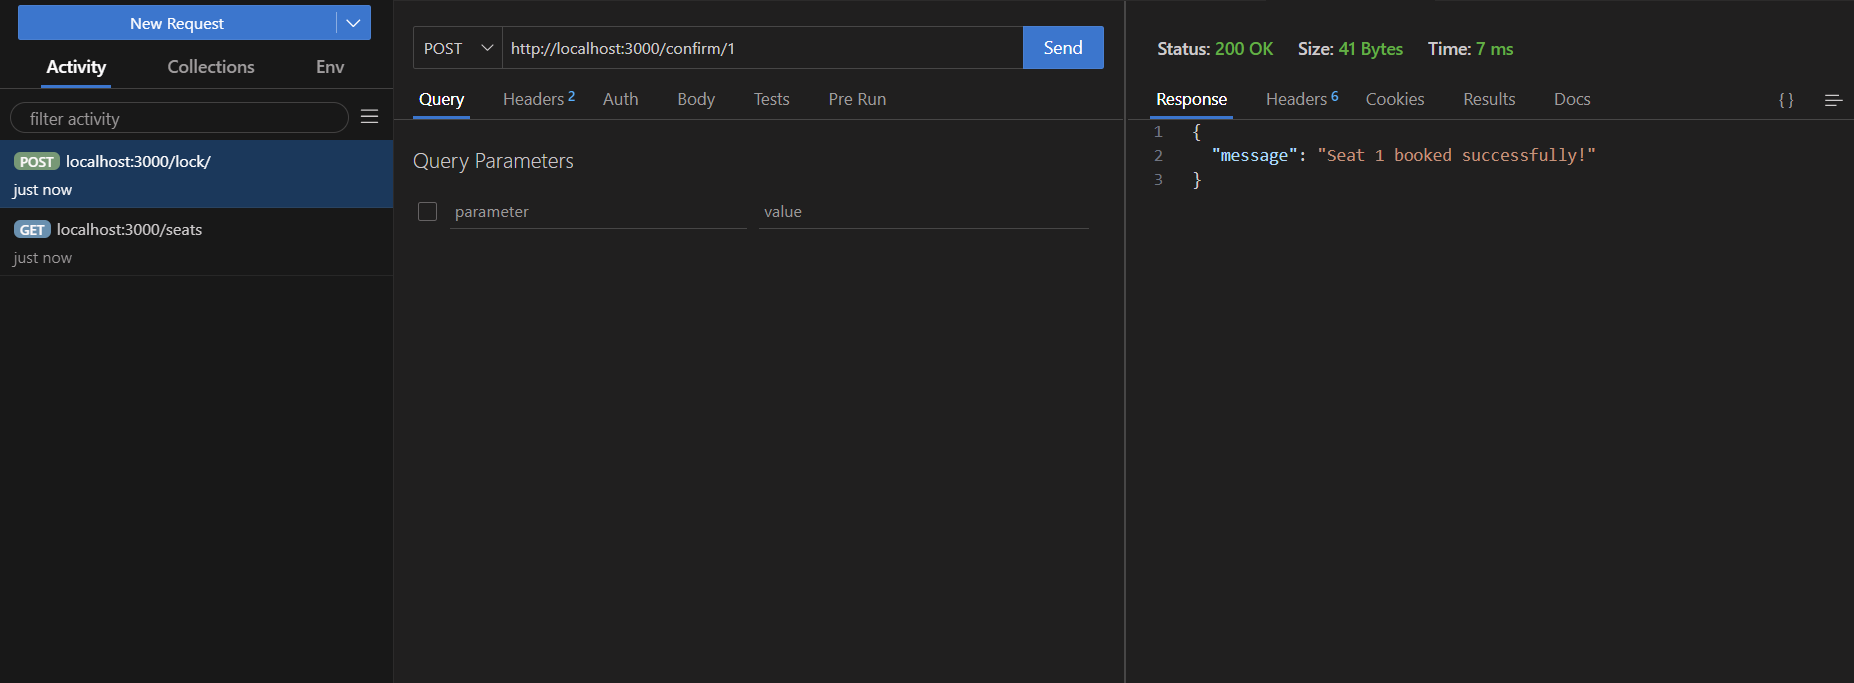 New Request
Activity Collections Env
filter activity
POST localhost:3000/lock/
just now
GET localhost:3000/seats
just now
POST http://localhost:3000/confirm/1 Send
Query Headers 2 Auth Body Tests Pre Run
Query Parameters
parameter value
Status: 200 OK Size: 41 Bytes Time: 7 ms
Response Headers 6 Cookies Results Docs { }
1 {
2 "message": "Seat 1 booked successfully!"
3 }